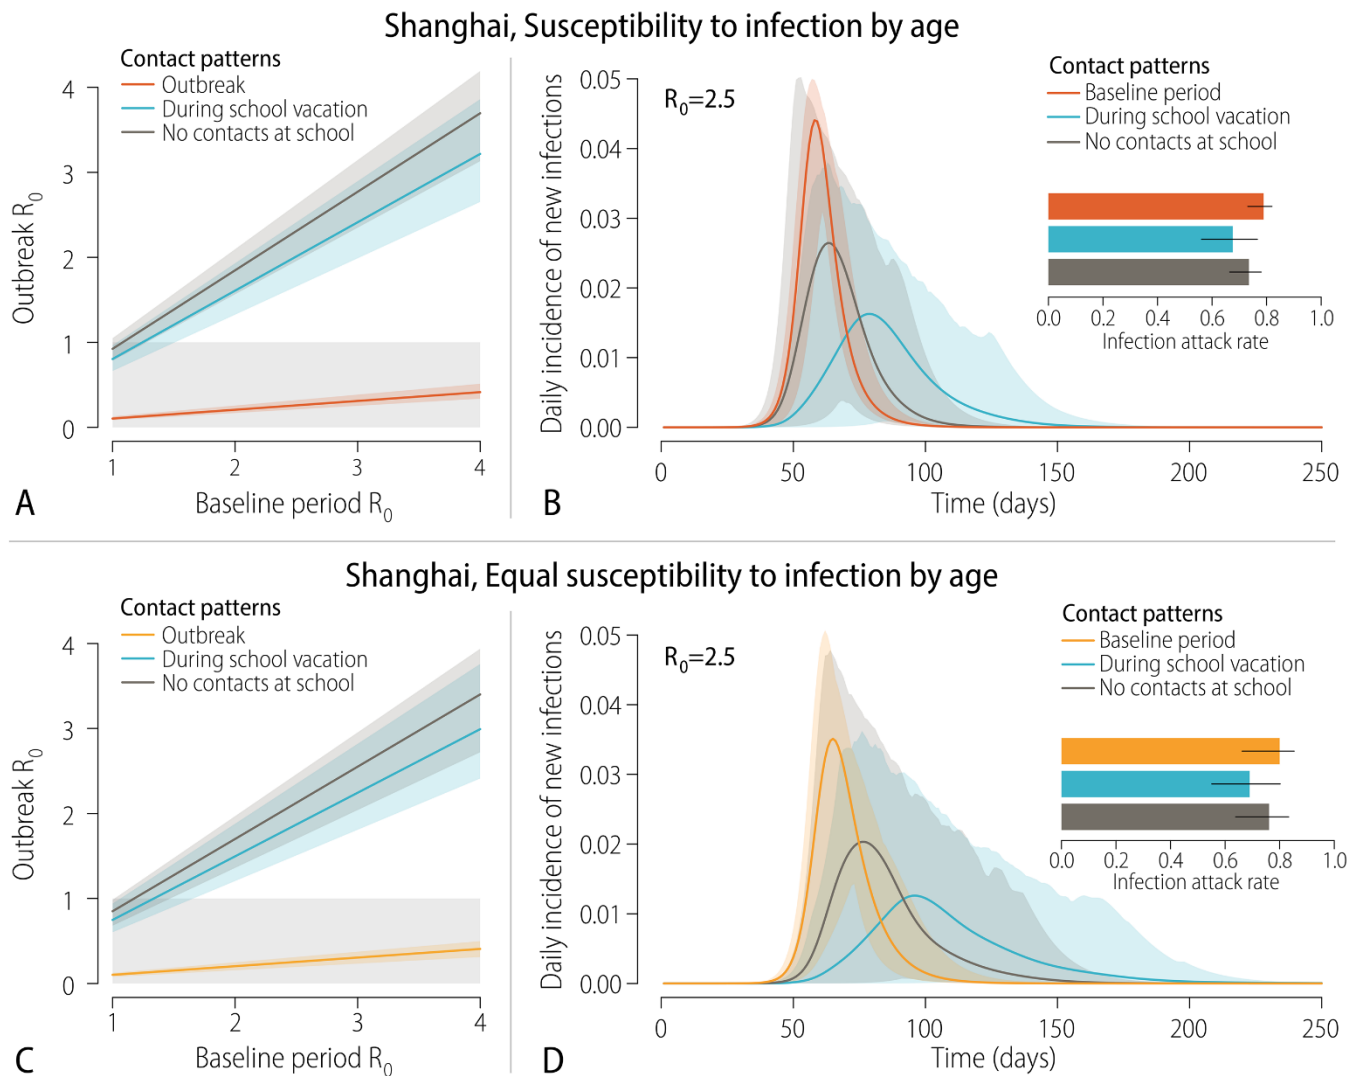 Shanghai, Susceptibility to infection by age
Contact patterns
Outbreak
During school vacation
No contacts at school
4
3
2
1
0
Outbreak R0
1 2 3 4
Baseline period R0
A
R0=2.5
0.05
0.04
0.03
0.02
0.01
0.00
Daily incidence of new infections
0 50 100 150 200 250
Time (days)
B
Contact patterns
Baseline period
During school vacation
No contacts at school
0.0 0.2 0.4 0.6 0.8 1.0
Infection attack rate
Shanghai, Equal susceptibility to infection by age
Contact patterns
Outbreak
During school vacation
No contacts at school
4
3
2
1
0
Outbreak R0
1 2 3 4
Baseline period R0
C
R0=2.5
0.05
0.04
0.03
0.02
0.01
0.00
Daily incidence of new infections
0 50 100 150 200 250
Time (days)
D
Contact patterns
Baseline period
During school vacation
No contacts at school
0.0 0.2 0.4 0.6 0.8 1.0
Infection attack rate